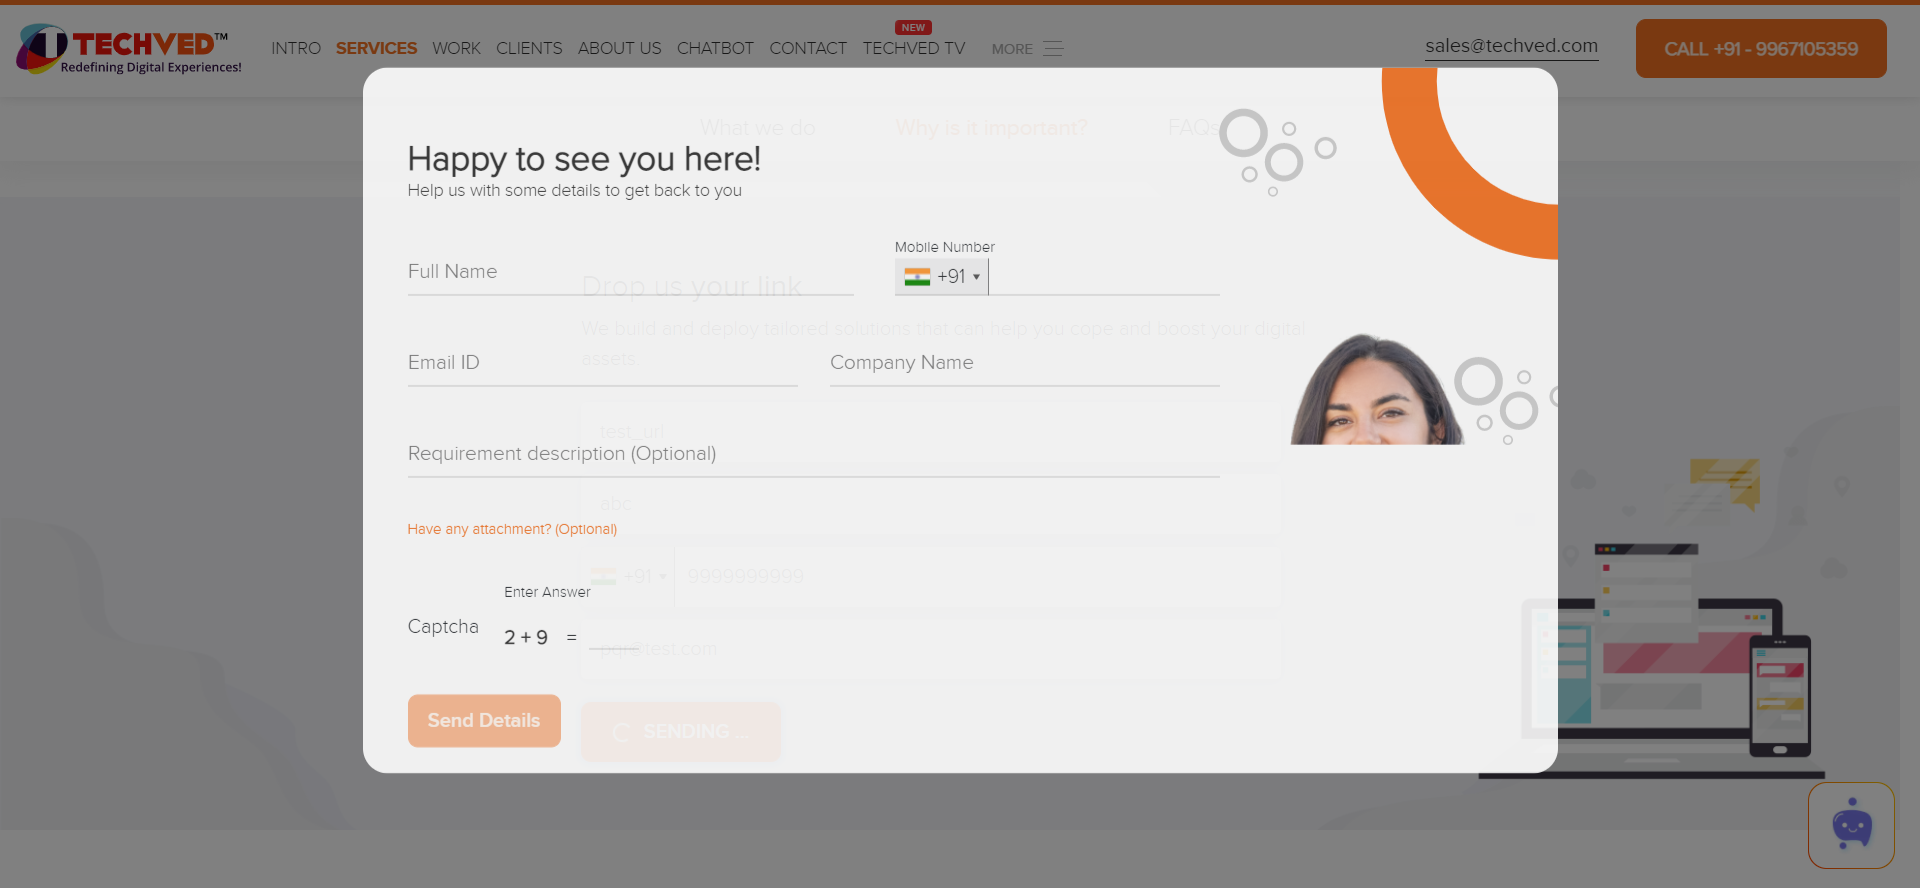 TECHVED™
Redefining Digital Experiences!
INTRO SERVICES WORK CLIENTS ABOUT US CHATBOT CONTACT TECHVED TV MORE
NEW
sales@techved.com
CALL +91 - 9967105359
What we do Why is it important? FAQs
Happy to see you here!
Help us with some details to get back to you
Full Name
Mobile Number
+91
Drop us your link
We build and deploy tailored solutions that can help you cope and boost your digital
assets
Email ID
Company Name
test_url
Requirement description (Optional)
abc
Have any attachment? (Optional)
+91 9999999999
Enter Answer
Captcha
2 + 9 =
pqr@test.com
Send Details
SENDING ...